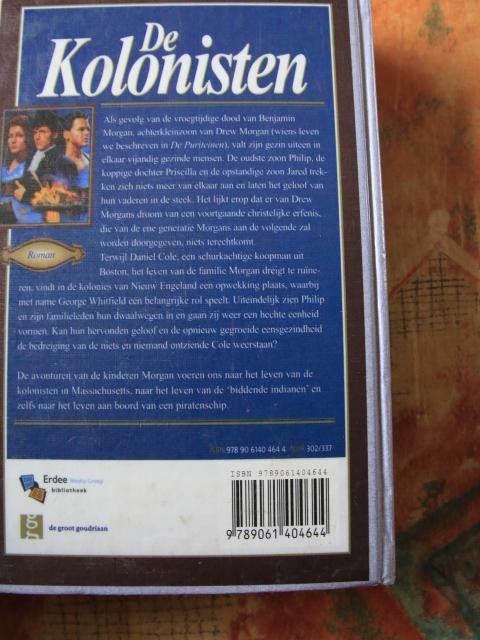 De
Kolonisten
Als gevolg van de vroegtijdige dood van Benjamin
Morgan, achterkleinzoon van Drew Morgan (wiens leven
we beschreven in De Puriteinen), valt zijn gezin uiteen in
elkaar vijandig gezinde mensen. De oudste zoon Philip, de
koppige dochter Priscilla en de opstandige zoon Jared trek-
ken zich niets meer van elkaar aan en laten het geloof van
hun vaderen in de steek. Het lijkt erop dat er van Drew
Morgans droom van een voortgaande christelijke erfenis,
die van de ene generatie Morgans aan de volgende zal
worden doorgegeven, niets terechtkomt.
Roman
Terwijl Daniel Cole, een schurkachtige koopman uit
Boston, het leven van de familie Morgan dreigt te ruïne-
ren, vindt in de kolonies van Nieuw Engeland een opwekking plaats, waarbij
met name George Whitfield een belangrijke rol speelt. Uiteindelijk zien Philip
en zijn familieleden hun dwaalwegen in en gaan zij weer een hechte eenheid
vormen. Kan hun hervonden geloof en de opnieuw gegroeide eensgezindheid
de bedreiging van de niets en niemand ontziende Cole weerstaan?
De avonturen van de kinderen Morgan voeren ons naar het leven van de
kolonisten in Massachusetts, naar het leven van de 'biddende indianen' en
zelfs naar het leven aan boord van een piratenschip.
ISBN 978 90 6140 464 4 NUR 302/337
ISBN 9789061404644
Erdee Media Groep
bibliotheek
de groot goudriaan
9 789061 404644